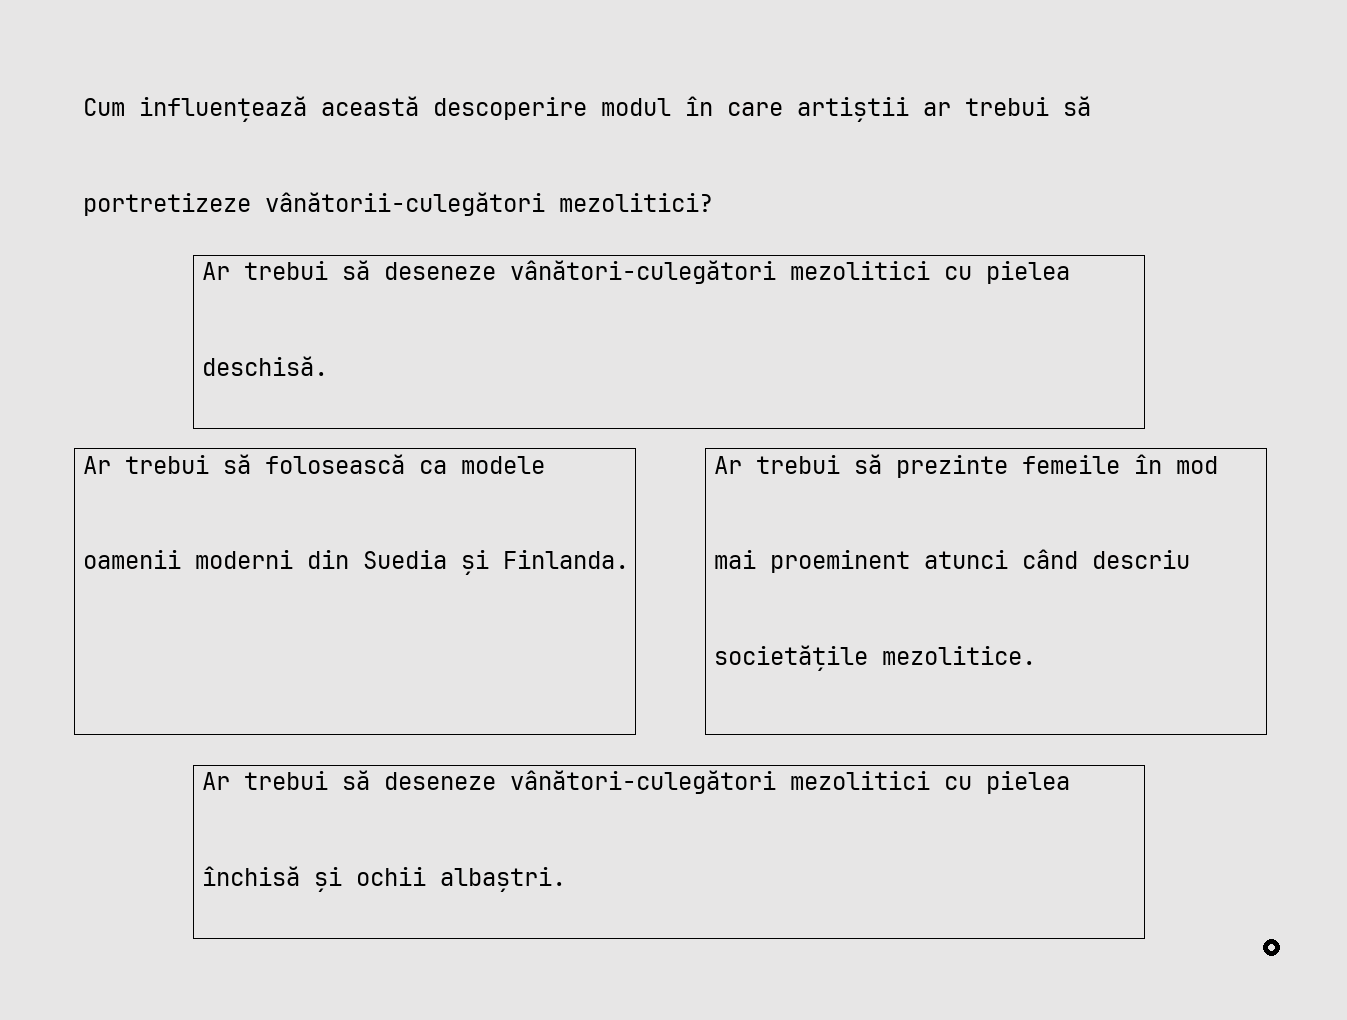 Cum influențează această descoperire modul în care artiștii ar trebui să
portretizeze vânătorii-culegători mezolitici?
Ar trebui să deseneze vânători-culegători mezolitici cu pielea
deschisă.
Ar trebui să folosească ca modele
oamenii moderni din Suedia și Finlanda.
Ar trebui să prezinte femeile în mod
mai proeminent atunci când descriu
societățile mezolitice.
Ar trebui să deseneze vânători-culegători mezolitici cu pielea
închisă și ochii albaștri.